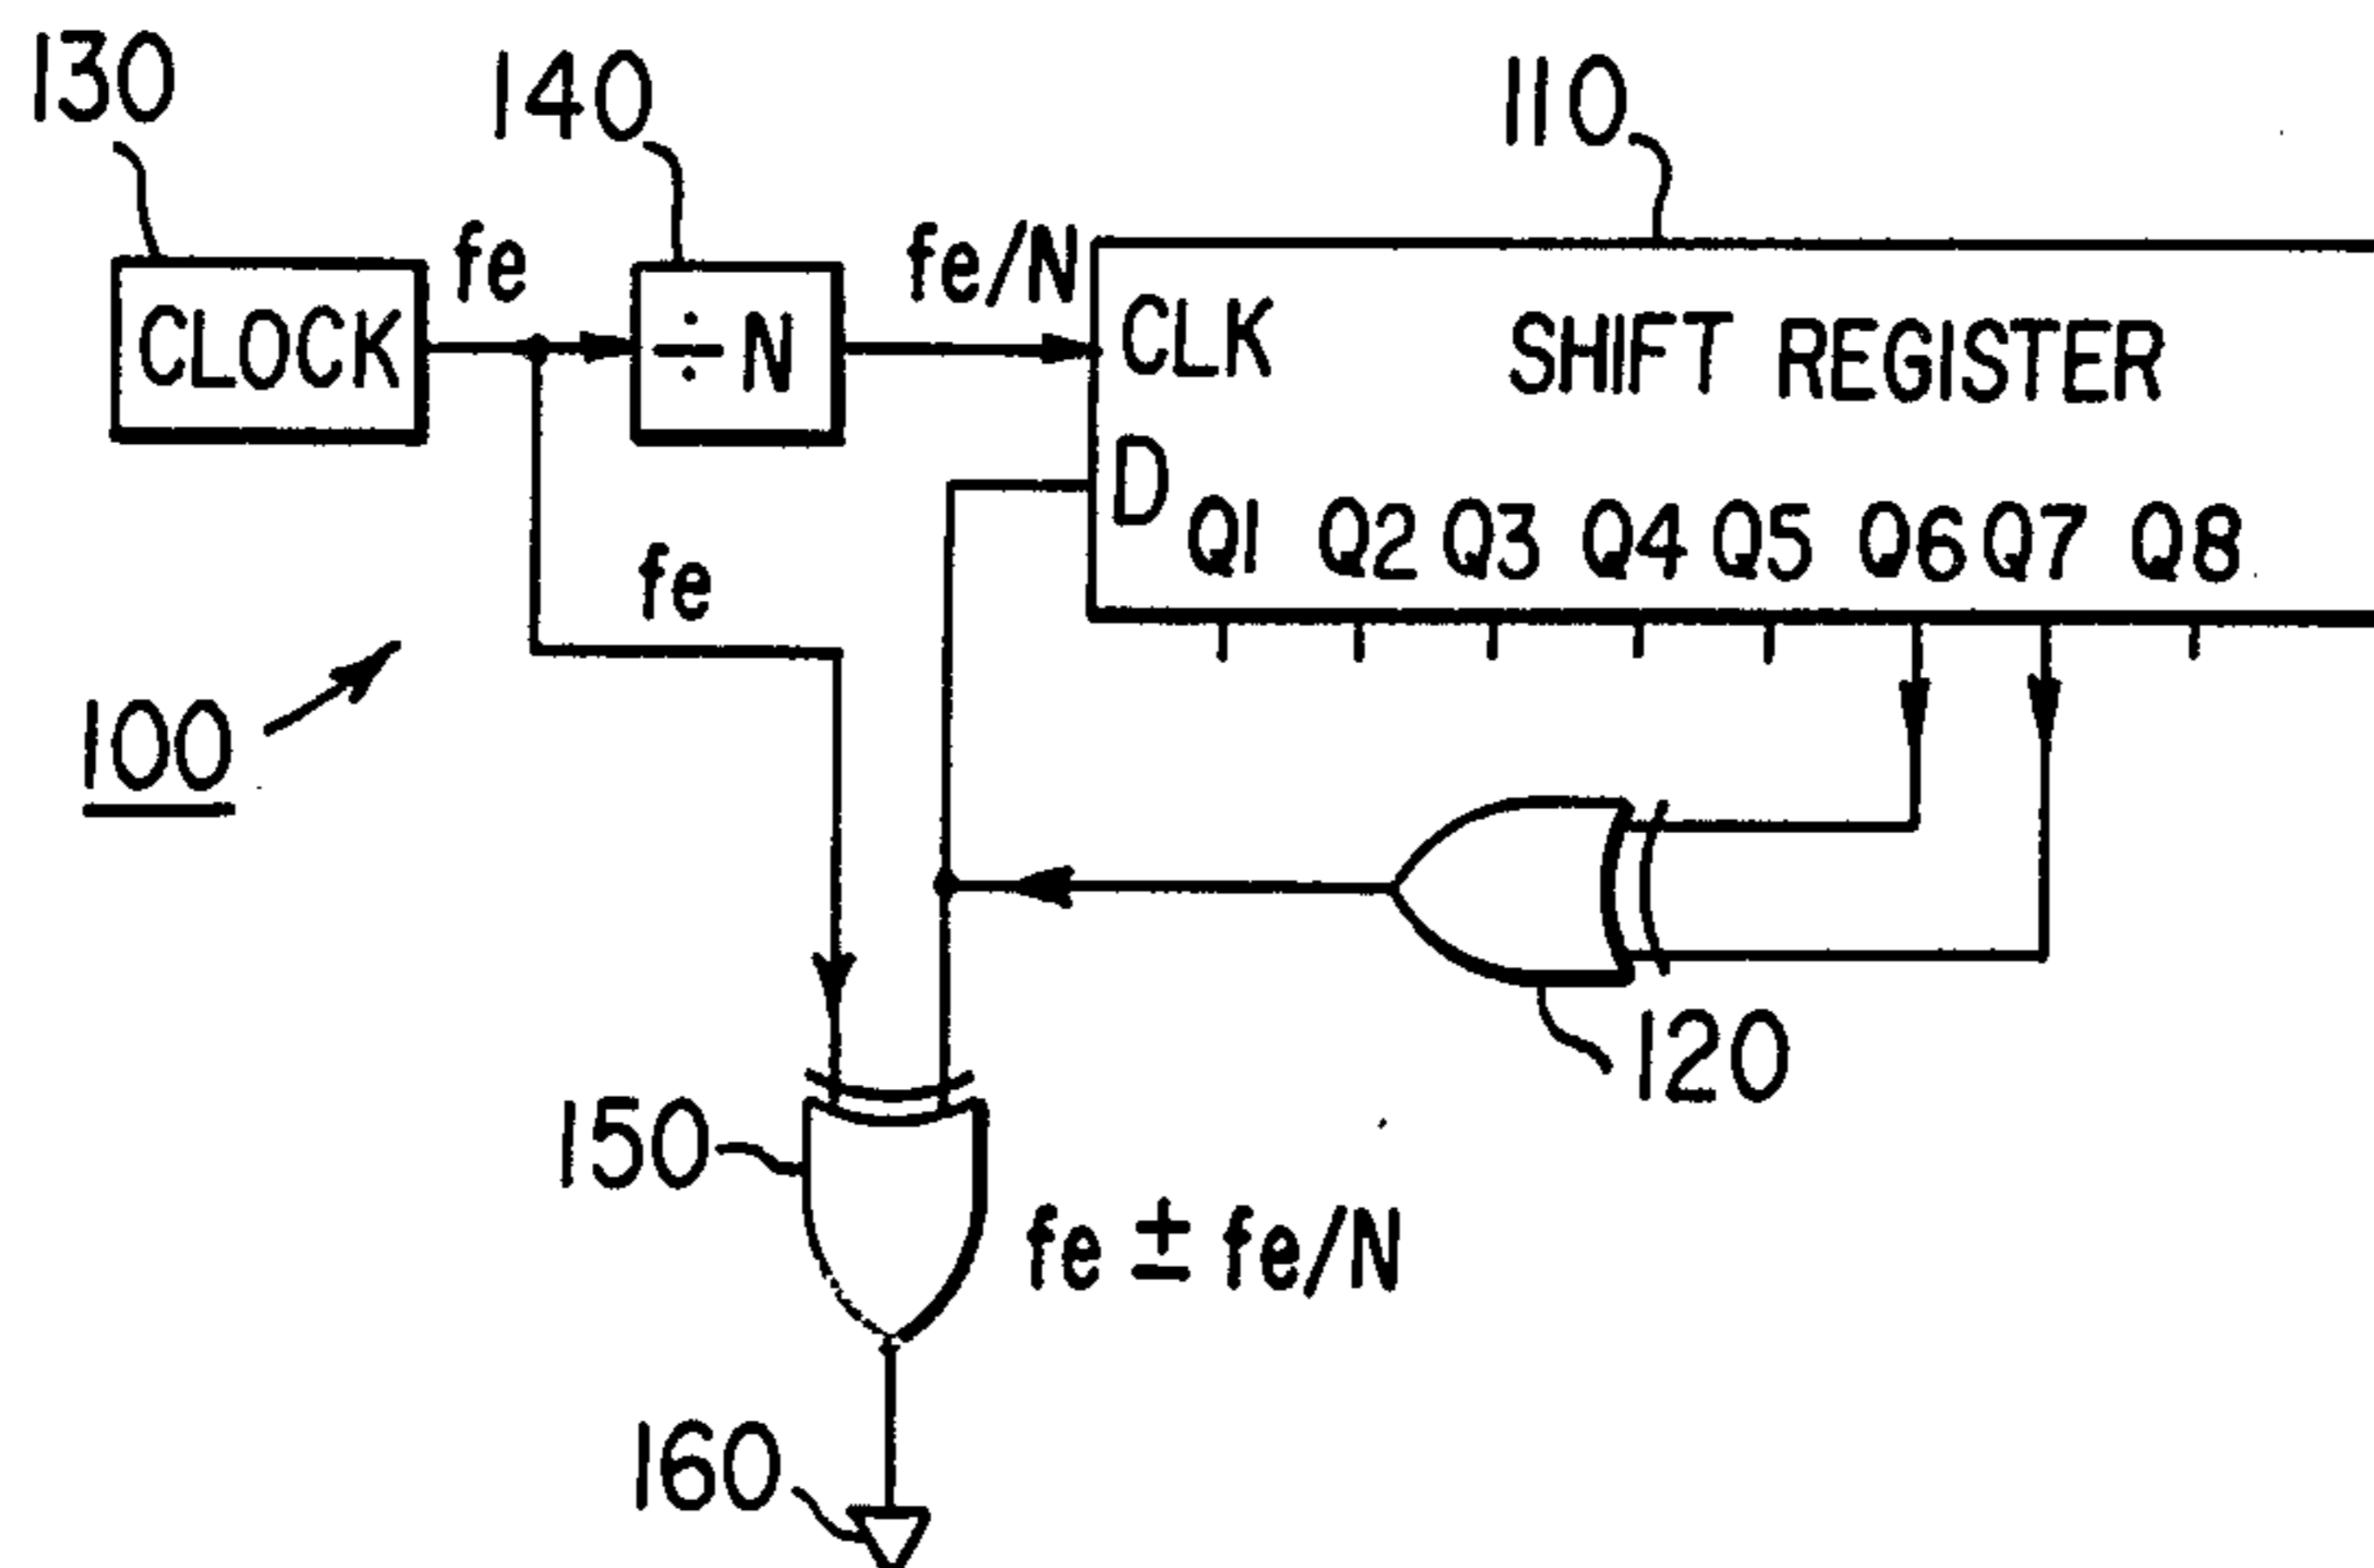 130
140
110
fe
fe/N
CLOCK
÷ N
CLK
SHIFT REGISTER
D
Q1 Q2 Q3 Q4 Q5 Q6 Q7 Q8
fe
100
120
150
fe ± fe/N
160